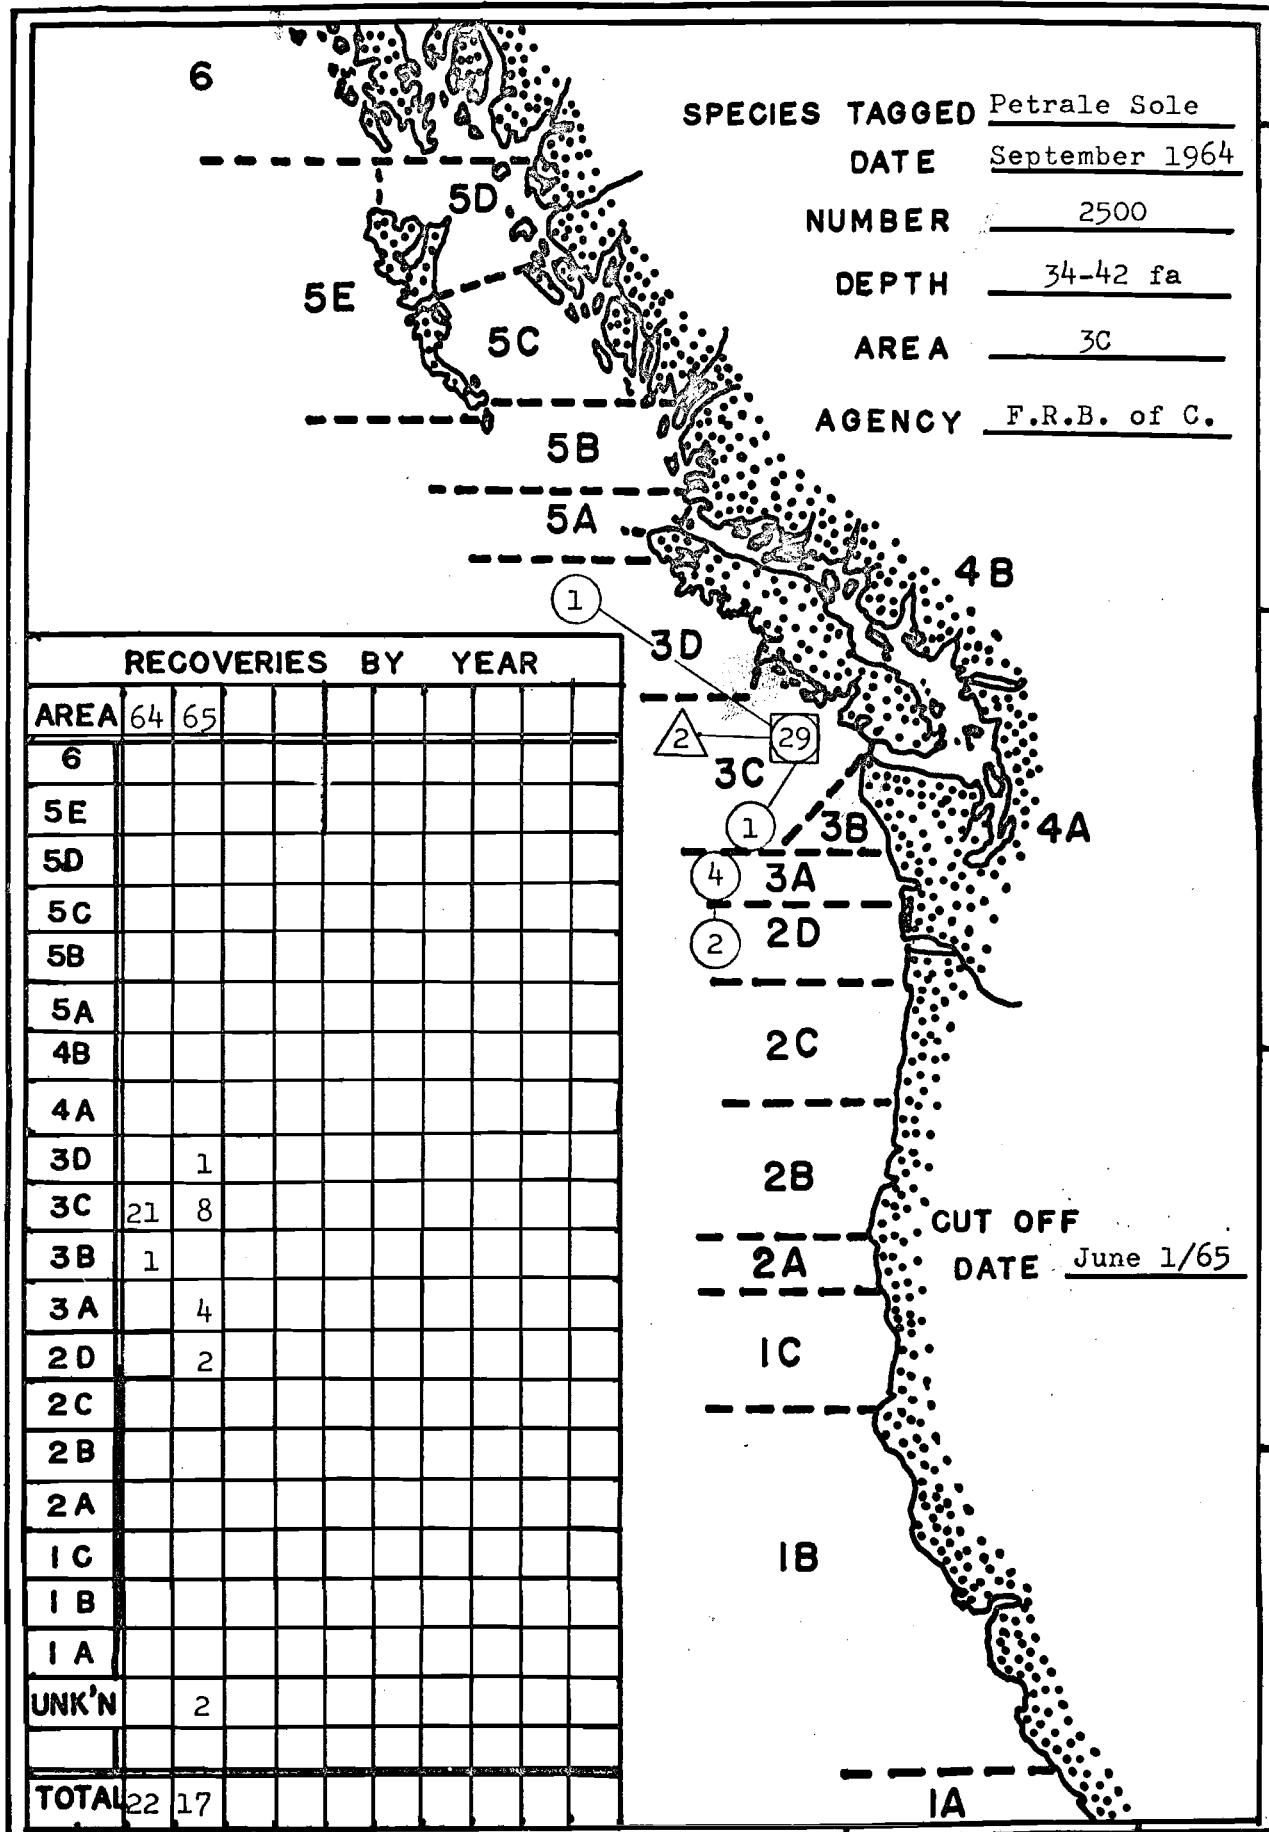 SPECIES TAGGED Petrale Sole
DATE September 1964
NUMBER 2500
DEPTH 34-42 fa
AREA 3C
AGENCY F.R.B. of C.
6
5D
5E
5C
5B
5A
4B
1
3D
2
29
3C
1
3B
4A
4
3A
2
2D
2C
2B
2A
1C
1B
1A
CUT OFF
DATE June 1/65
RECOVERIES BY YEAR
AREA 64 65
6
5E
5D
5C
5B
5A
4B
4A
3D 1
3C 21 8
3B 1
3A 4
2D 2
2C
2B
2A
1C
1B
1A
UNK'N 2
TOTAL 22 17